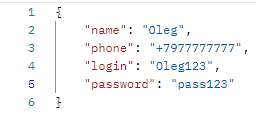 1 {
2 "name": "Oleg",
3 "phone": "+7977777777",
4 "login": "Oleg123",
5 "password": "pass123"
6 }